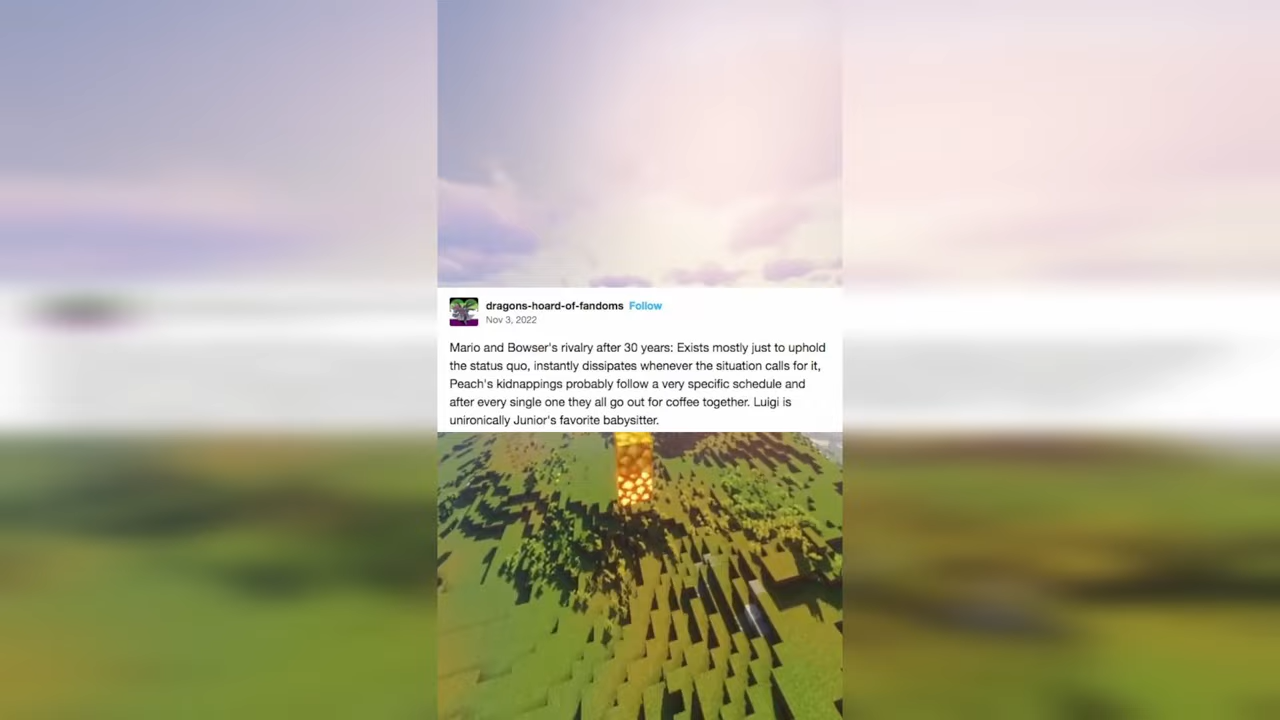 dragons-hoard-of-fandoms Follow
Nov 3, 2022
Mario and Bowser's rivalry after 30 years: Exists mostly just to uphold
the status quo, instantly dissipates whenever the situation calls for it,
Peach's kidnappings probably follow a very specific schedule and
after every single one they all go out for coffee together. Luigi is
unironically Junior's favorite babysitter.